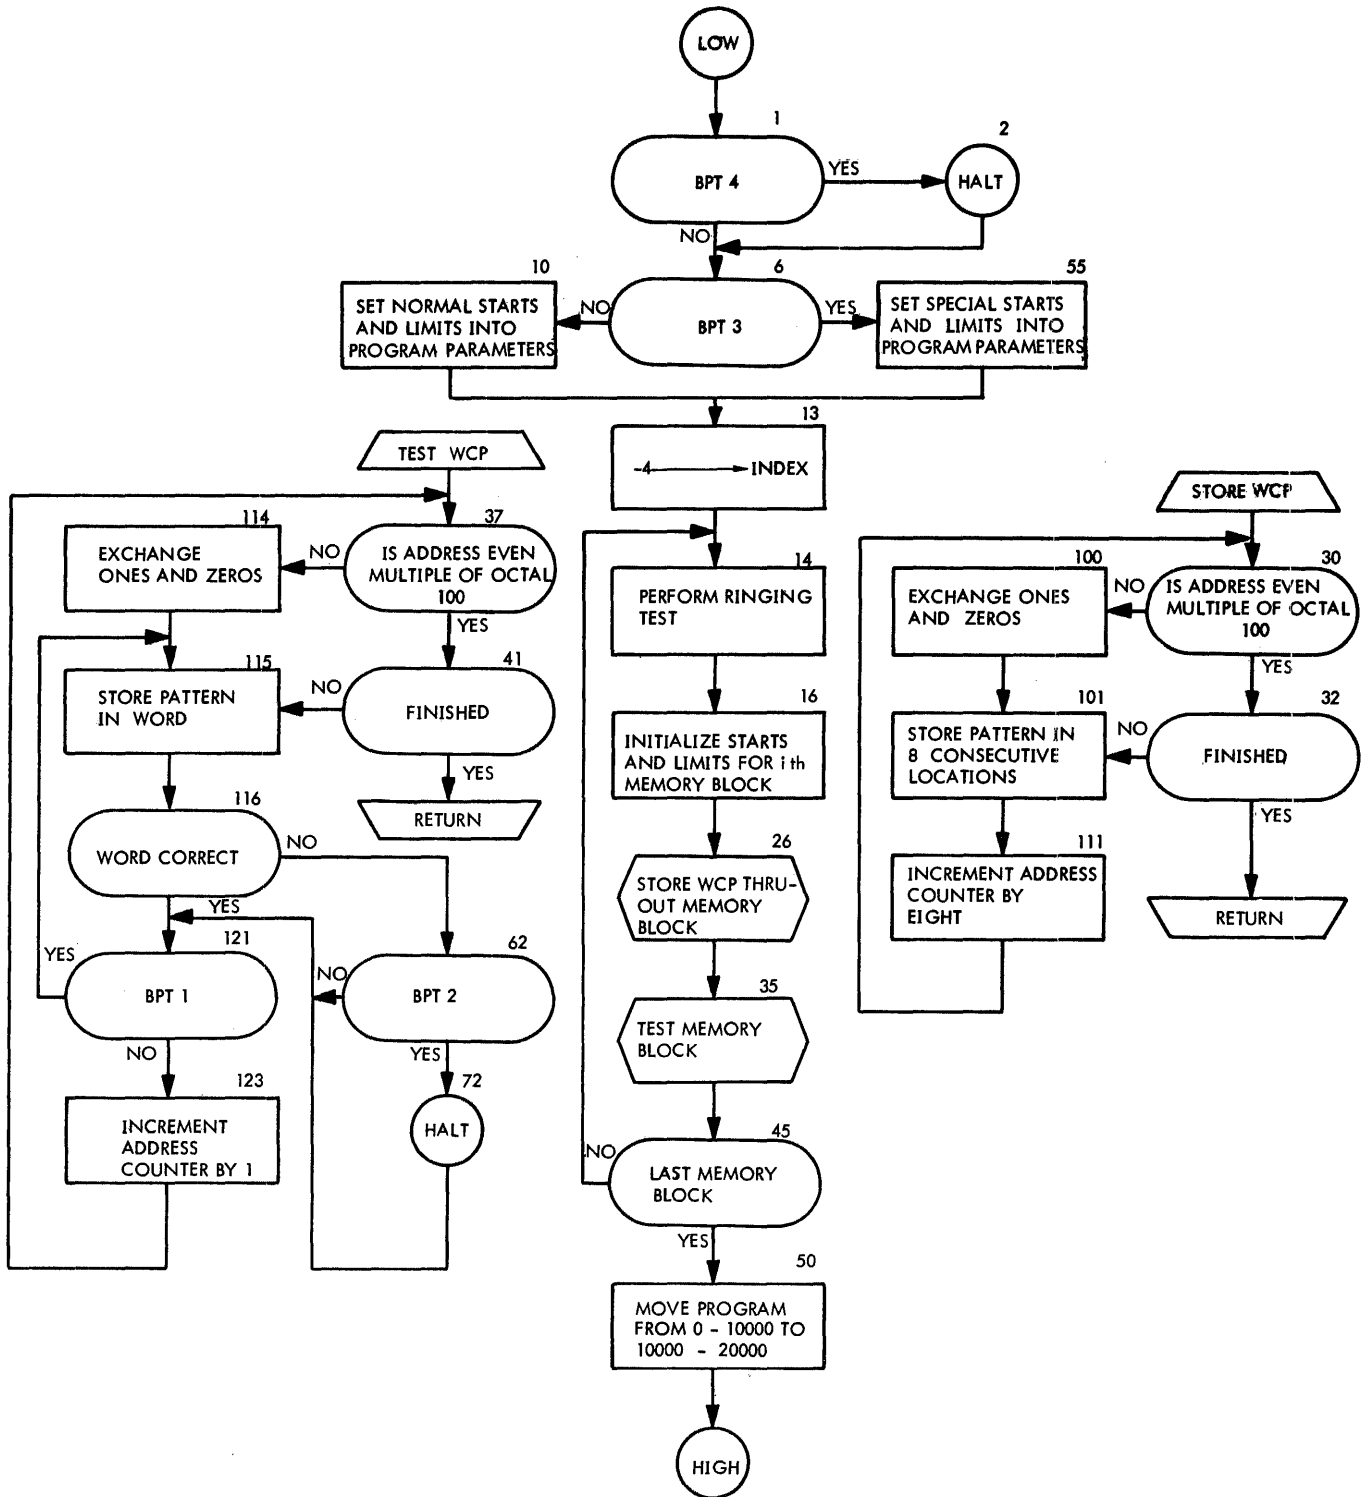 LOW
1
BPT 4
YES
2
HALT
NO
6
BPT 3
NO
10
SET NORMAL STARTS
AND LIMITS INTO
PROGRAM PARAMETERS
YES
55
SET SPECIAL STARTS
AND LIMITS INTO
PROGRAM PARAMETERS
13
-4 INDEX
14
PERFORM RINGING
TEST
16
INITIALIZE STARTS
AND LIMITS FOR i th
MEMORY BLOCK
26
STORE WCP THRU-
OUT MEMORY
BLOCK
35
TEST MEMORY
BLOCK
45
LAST MEMORY
BLOCK
NO
YES
50
MOVE PROGRAM
FROM 0 - 10000 TO
10000 - 20000
HIGH
TEST WCP
37
IS ADDRESS EVEN
MULTIPLE OF OCTAL
100
NO
114
EXCHANGE
ONES AND ZEROS
YES
41
FINISHED
NO
115
STORE PATTERN
IN WORD
YES
RETURN
116
WORD CORRECT
NO
YES
121
BPT 1
YES
NO
62
BPT 2
NO
YES
72
HALT
123
INCREMENT
ADDRESS
COUNTER BY 1
STORE WCP
30
IS ADDRESS EVEN
MULTIPLE OF OCTAL
100
NO
100
EXCHANGE ONES
AND ZEROS
YES
32
FINISHED
NO
101
STORE PATTERN IN
8 CONSECUTIVE
LOCATIONS
YES
111
INCREMENT ADDRESS
COUNTER BY
EIGHT
RETURN